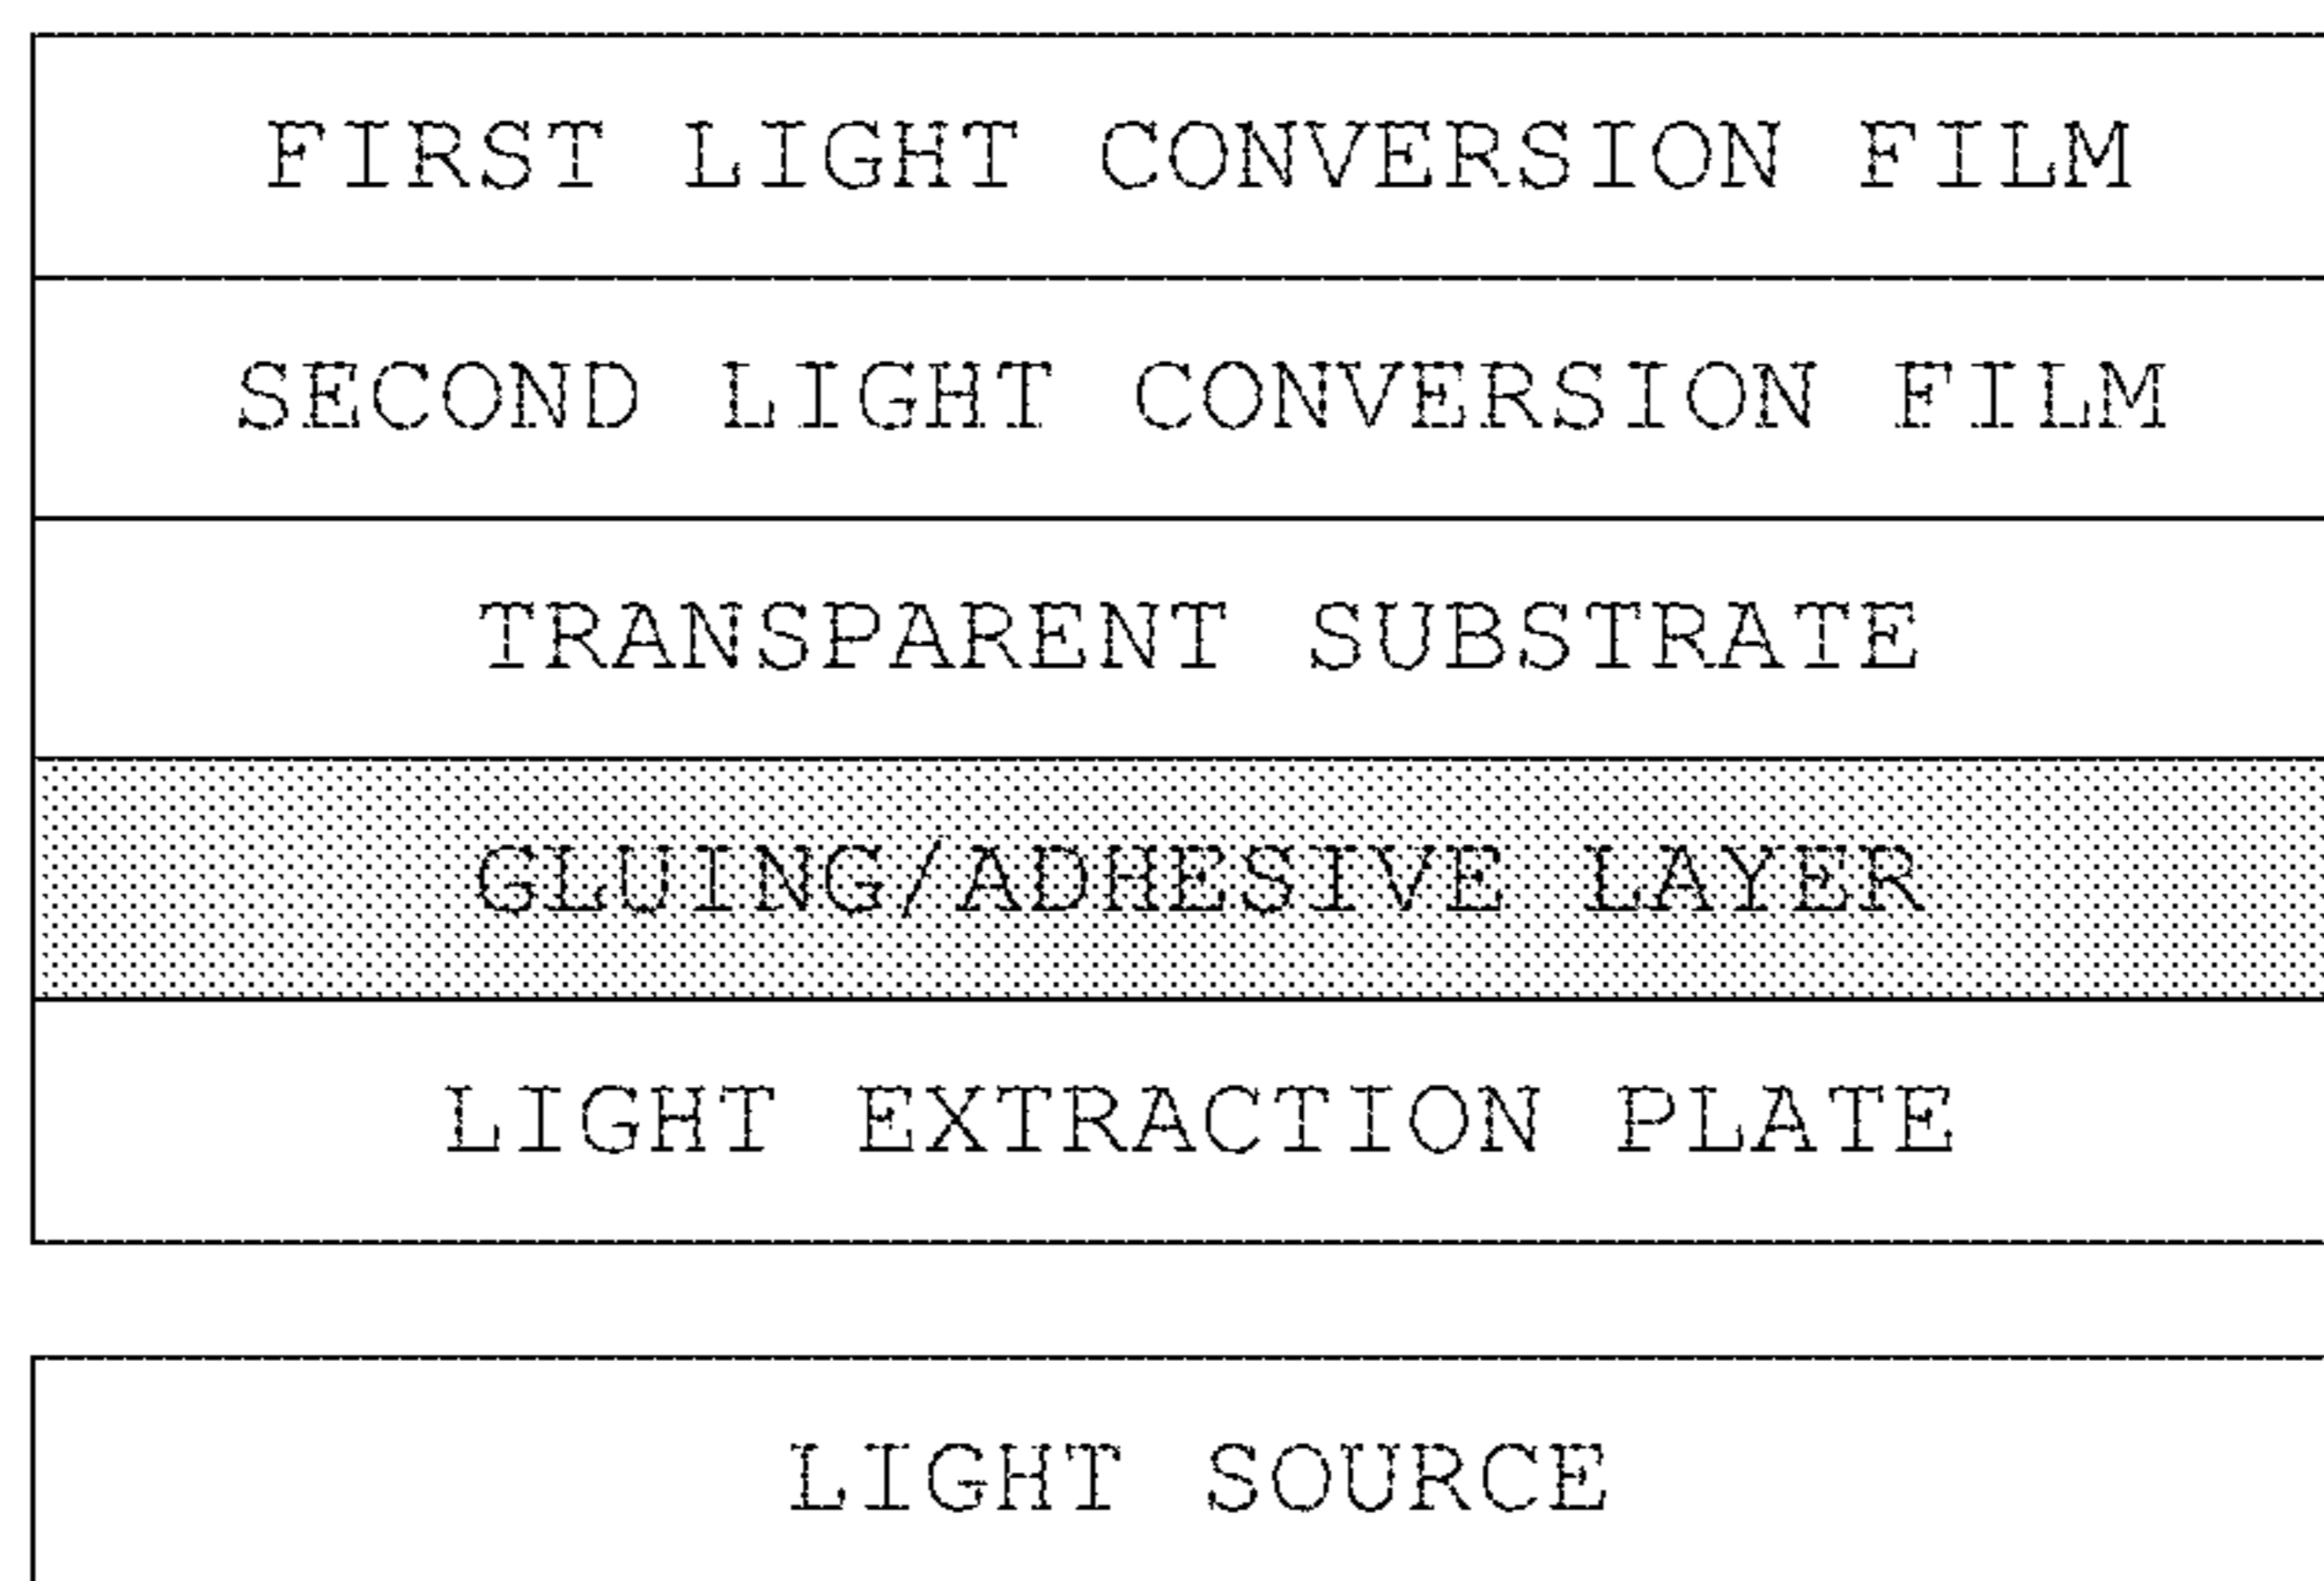 FIRST LIGHT CONVERSION FILM
SECOND LIGHT CONVERSION FILM
TRANSPARENT SUBSTRATE
GLUING/ADHESIVE LAYER
LIGHT EXTRACTION PLATE
LIGHT SOURCE